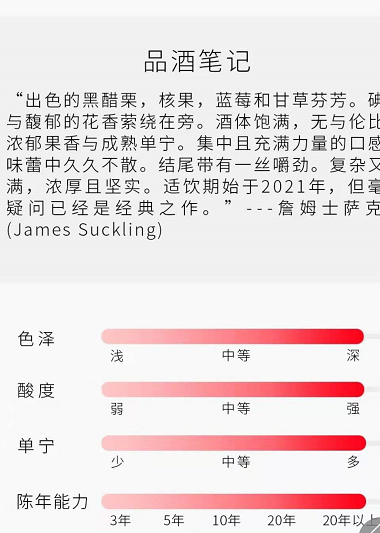 品酒笔记
“出色的黑醋栗，核果，蓝莓和甘草芬芳。碘
与馥郁的花香萦绕在旁。酒体饱满，无与伦比
浓郁果香与成熟单宁。集中且充满力量的口感
味蕾中久久不散。结尾带有一丝嚼劲。复杂又
满，浓厚且坚实。适饮期始于2021年，但毫
疑问已经是经典之作。”---詹姆士萨克
(James Suckling)
色泽
浅 中等 深
酸度
弱 中等 强
单宁
少 中等 多
陈年能力
3年 5年 10年 20年 20年以上